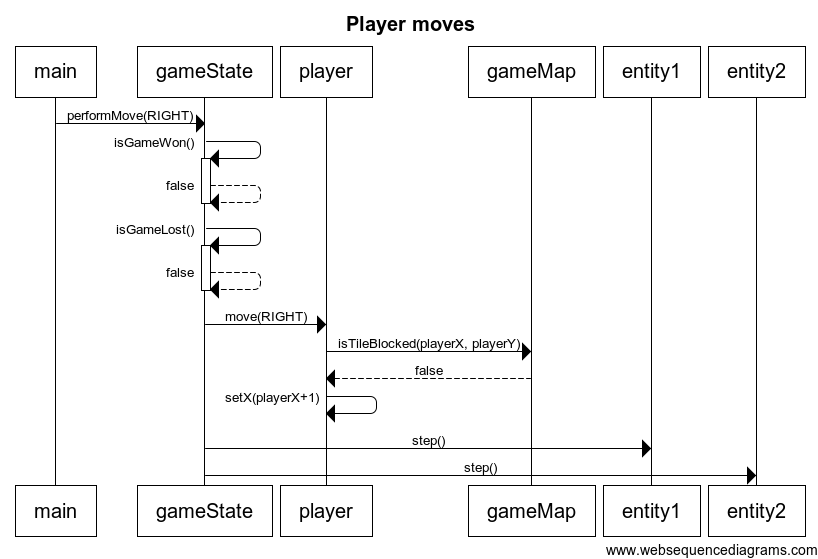 Player moves
main gameState player gameMap entity1 entity2
performMove(RIGHT)
isGameWon()
false
isGameLost()
false
move(RIGHT)
isTileBlocked(playerX, playerY)
false
setX(playerX+1)
step()
step()
main gameState player gameMap entity1 entity2
www.websequencediagrams.com